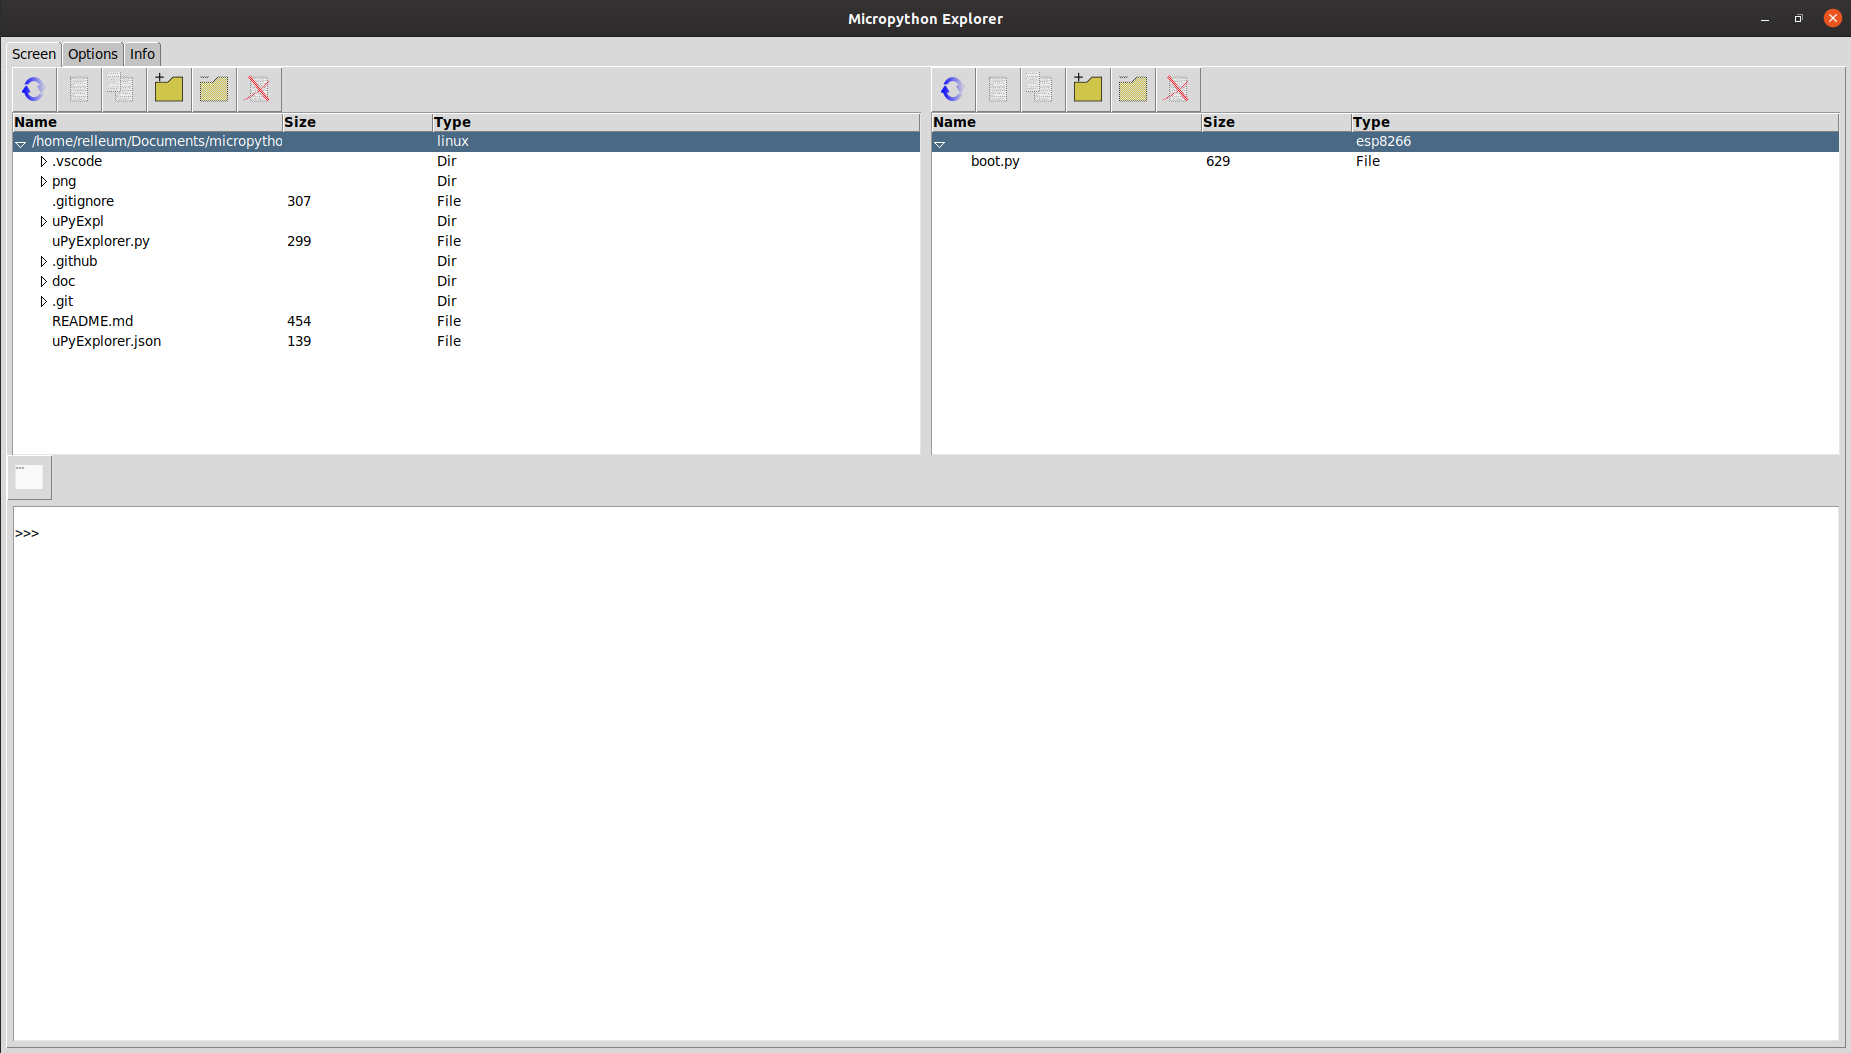 Micropython Explorer
Screen Options Info
Name Size Type
/home/relleum/Documents/micropytho linux
.vscode Dir
png Dir
.gitignore 307 File
uPyExpl Dir
uPyExplorer.py 299 File
.github Dir
doc Dir
.git Dir
README.md 454 File
uPyExplorer.json 139 File
Name Size Type
esp8266
boot.py 629 File
>>>